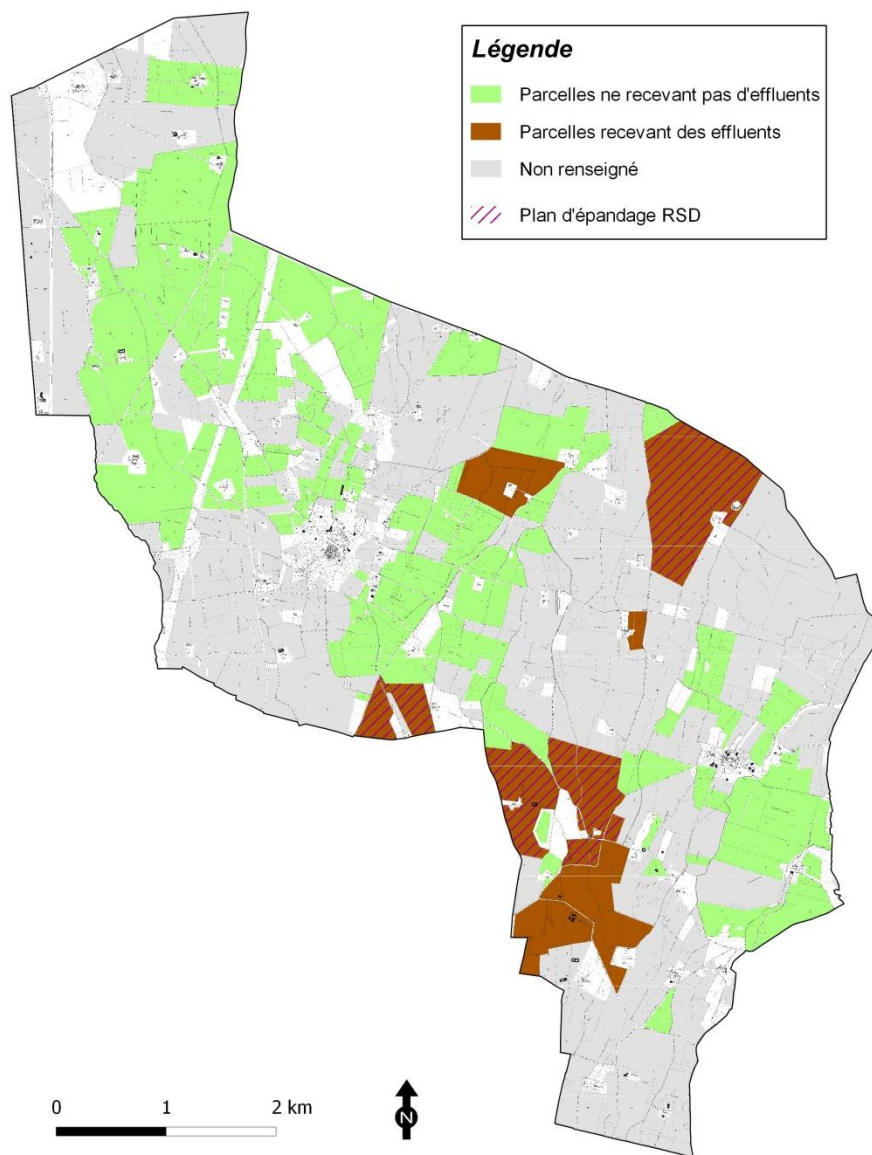 Légende
Parcelles ne recevant pas d'effluents
Parcelles recevant des effluents
Non renseigné
Plan d'épandage RSD
0 1 2 km
N